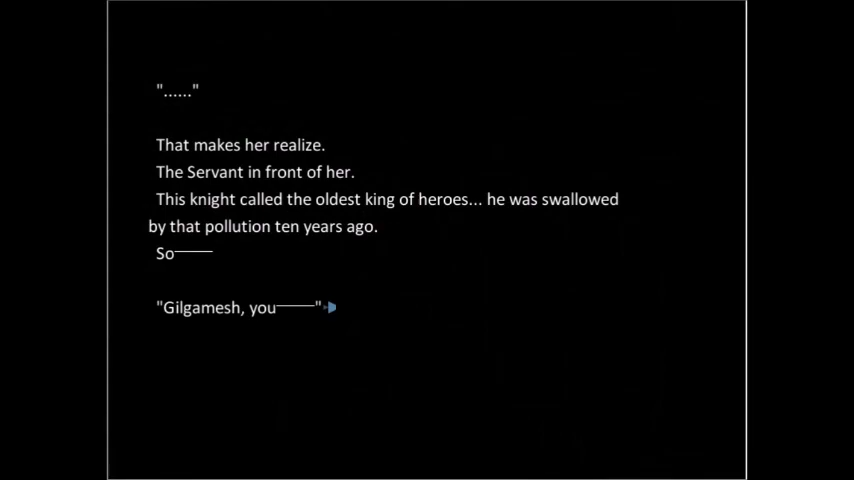 "......"
That makes her realize.
The Servant in front of her.
This knight called the oldest king of heroes... he was swallowed
by that pollution ten years ago.
So―――
"Gilgamesh, you―――"